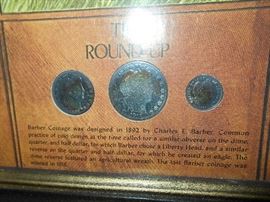 THE
ROUND-UP
Barber Coinage was designed in 1892 by Charles E. Barber. Common
practice of coin design at the time called for a similar obverse on the dime,
quarter, and half dollar, for which Barber chose a Liberty Head, and a similar
reverse on the quarter and half dollar, for which he created an eagle. The
dime reverse featured an agricultural wreath. The last Barber coinage was
minted in 1916.